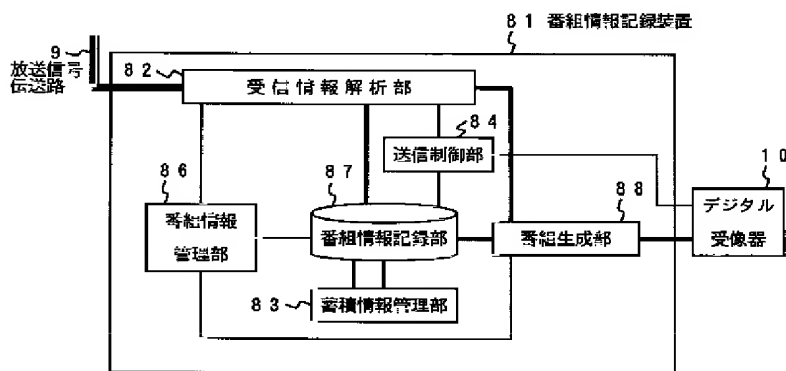 ８１ 番組情報記録装置
９
放送信号
伝送路
８２
受信情報解析部
８４
送信制御部
１０
デジタル
受像器
８６
番組情報
管理部
８７
番組情報記録部
８８
番組生成部
８３
蓄積情報管理部